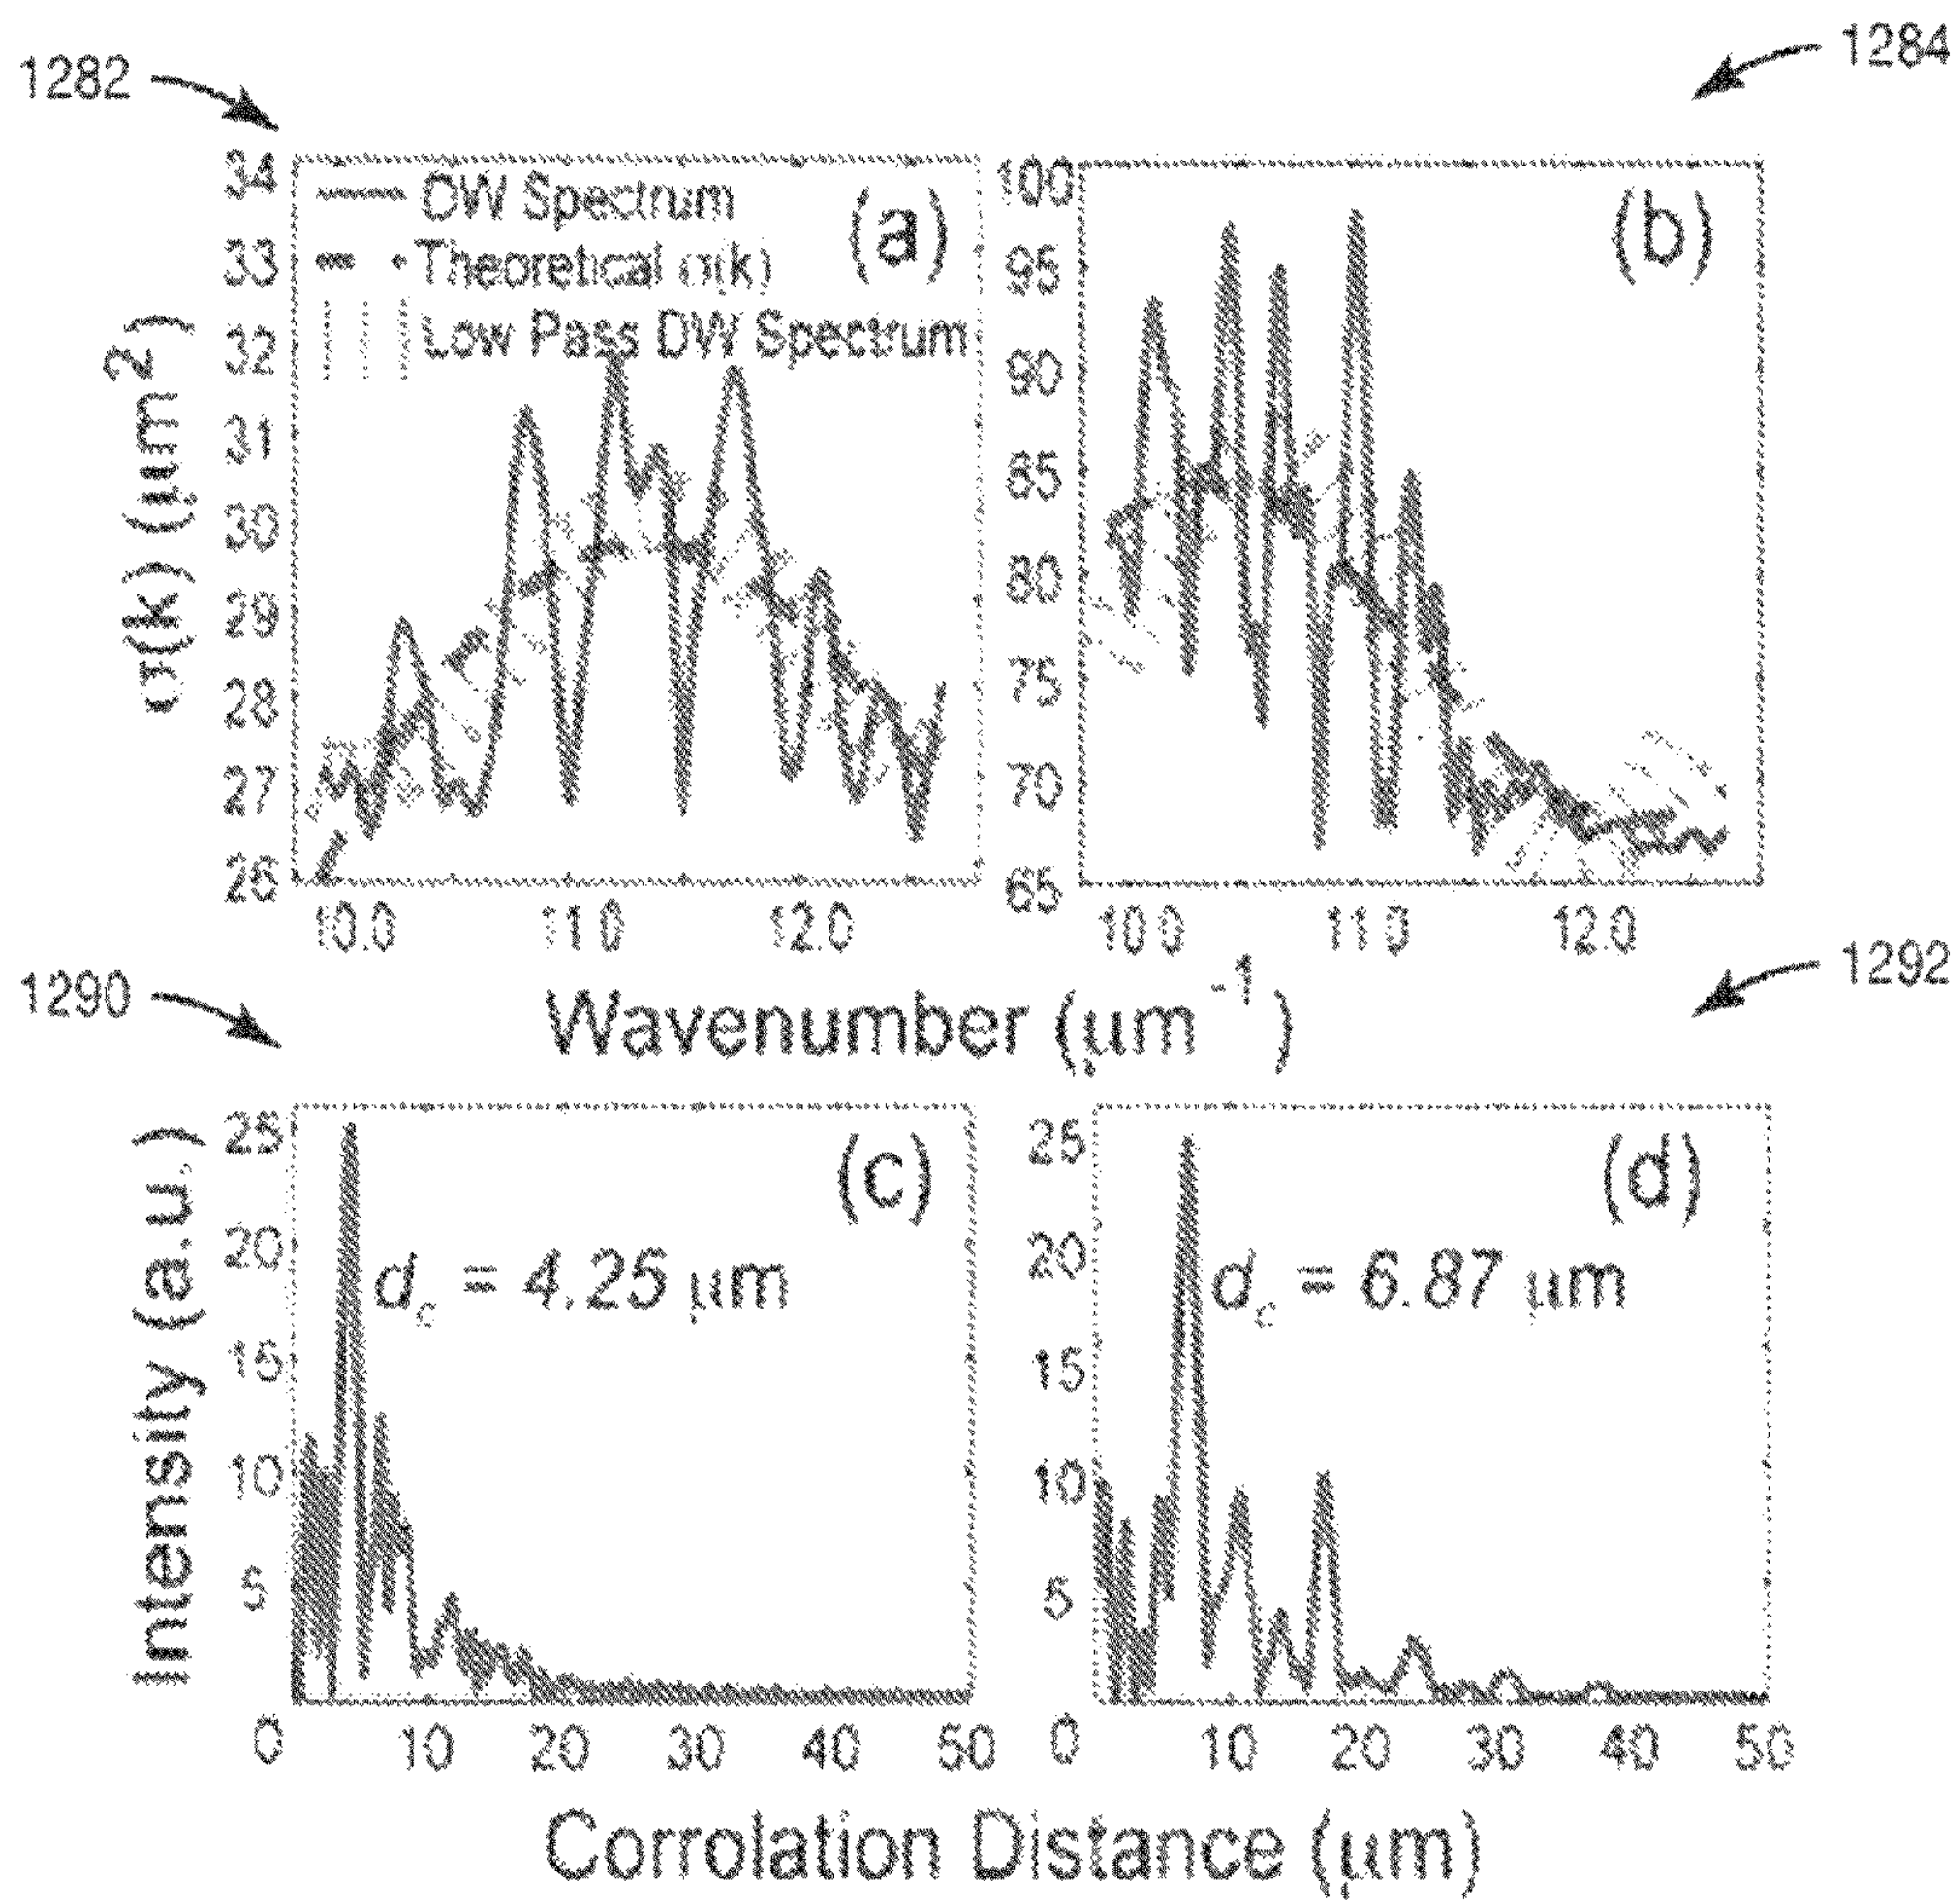 1282
1284
34
33
32
31
30
29
28
27
26
σ(k) (μm²)
DW Spectrum
Theoretical σ(k)
Low Pass DW Spectrum
(a)
10.0 11.0 12.0
100
95
90
85
80
75
70
65
(b)
10.0 11.0 12.0
Wavenumber (μm⁻¹)
1290
1292
25
20
15
10
5
0
Intensity (a.u.)
(c)
d_c = 4.25 μm
10 20 30 40 50
25
20
15
10
5
0
(d)
d_c = 6.87 μm
10 20 30 40 50
Corrolation Distance (μm)